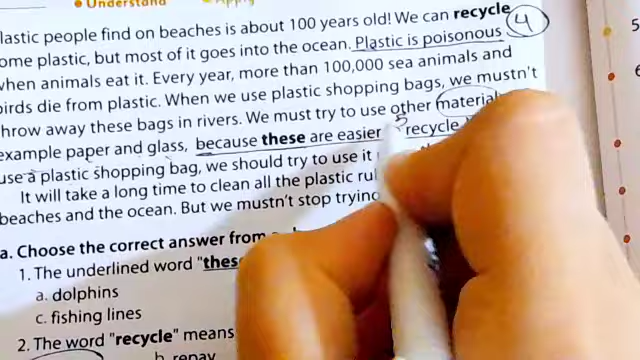 Understand Apply
lastic people find on beaches is about 100 years old! We can recycle
ome plastic, but most of it goes into the ocean. Plastic is poisonous 4
when animals eat it. Every year, more than 100,000 sea animals and
birds die from plastic. When we use plastic shopping bags, we mustn't
hrow away these bags in rivers. We must try to use other material
example paper and glass, because these are easier recycle
use a plastic shopping bag, we should try to use it
It will take a long time to clean all the plastic
beaches and the ocean. But we mustn't stop trying
a. Choose the correct answer from
1. The underlined word "these
a. dolphins
c. fishing lines
2. The word "recycle" means
b. repay
5
6